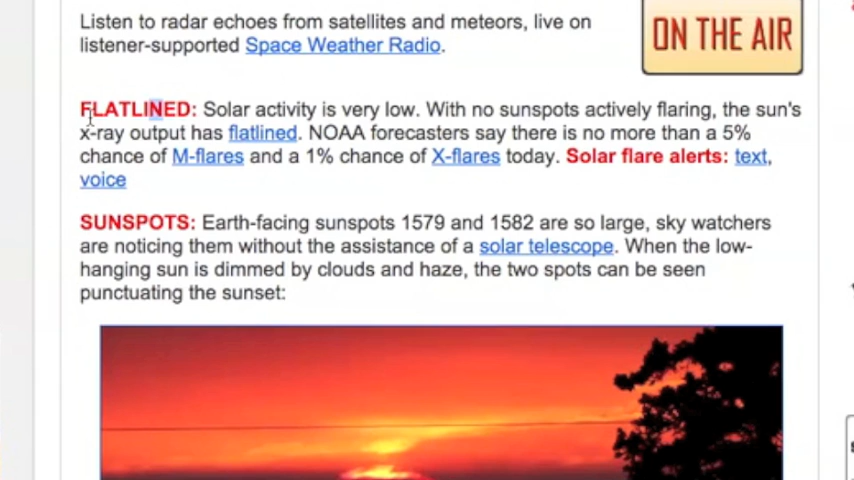 Listen to radar echoes from satellites and meteors, live on
listener-supported Space Weather Radio.
ON THE AIR
FLATLINED: Solar activity is very low. With no sunspots actively flaring, the sun's
x-ray output has flatlined. NOAA forecasters say there is no more than a 5%
chance of M-flares and a 1% chance of X-flares today. Solar flare alerts: text,
voice
SUNSPOTS: Earth-facing sunspots 1579 and 1582 are so large, sky watchers
are noticing them without the assistance of a solar telescope. When the low-
hanging sun is dimmed by clouds and haze, the two spots can be seen
punctuating the sunset: